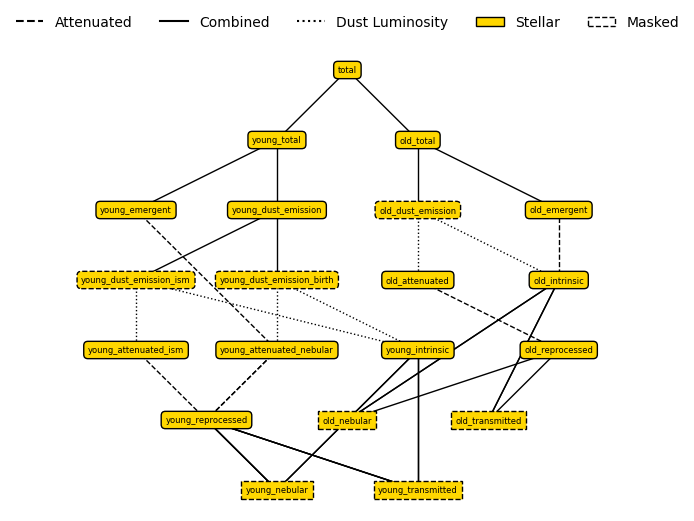 Attenuated Combined Dust Luminosity Stellar Masked
total
young_total old_total
young_emergent young_dust_emission old_dust_emission old_emergent
young_dust_emission_ism young_dust_emission_birth old_attenuated old_intrinsic
young_attenuated_ism young_attenuated_nebular young_intrinsic old_reprocessed
young_reprocessed old_nebular old_transmitted
young_nebular young_transmitted